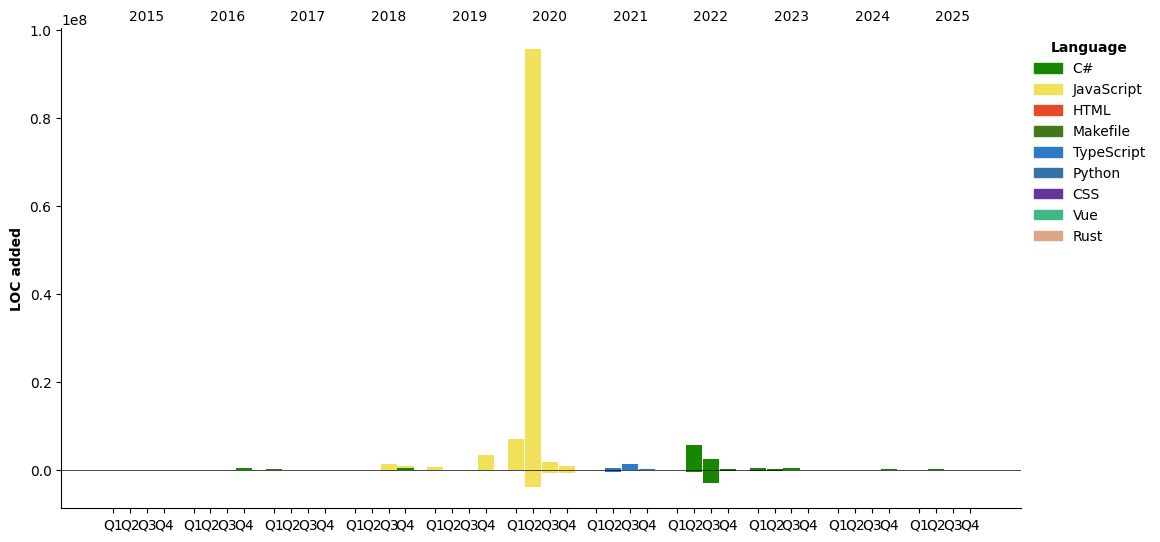 2015 2016 2017 2018 2019 2020 2021 2022 2023 2024 2025
1e8
1.0
0.8
0.6
0.4
0.2
0.0
LOC added
Q1Q2Q3Q4 Q1Q2Q3Q4 Q1Q2Q3Q4 Q1Q2Q3Q4 Q1Q2Q3Q4 Q1Q2Q3Q4 Q1Q2Q3Q4 Q1Q2Q3Q4 Q1Q2Q3Q4 Q1Q2Q3Q4 Q1Q2Q3Q4
Language
C#
JavaScript
HTML
Makefile
TypeScript
Python
CSS
Vue
Rust